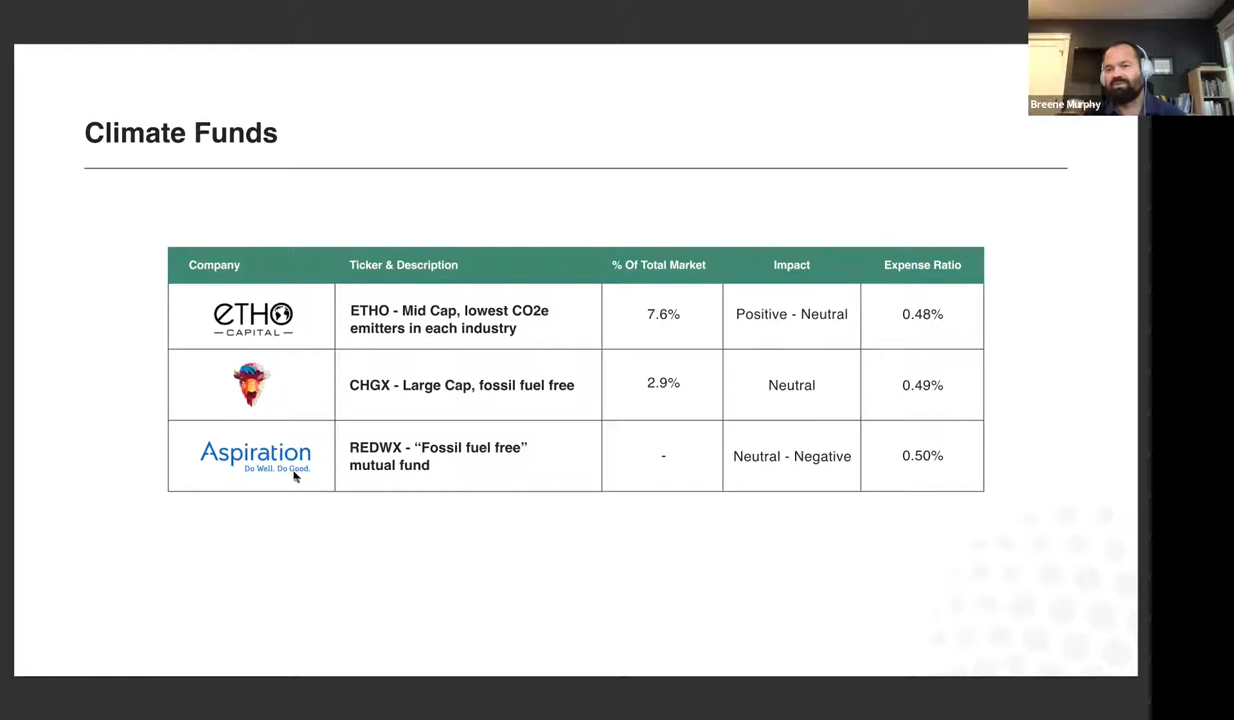 Breene Murphy
Climate Funds
Company Ticker & Description % Of Total Market Impact Expense Ratio
ETHO
—CAPITAL—
ETHO - Mid Cap, lowest CO2e
emitters in each industry
7.6%
Positive - Neutral
0.48%
CHGX - Large Cap, fossil fuel free
2.9%
Neutral
0.49%
Aspiration
Do Well. Do Good.
REDWX - “Fossil fuel free”
mutual fund
-
Neutral - Negative
0.50%